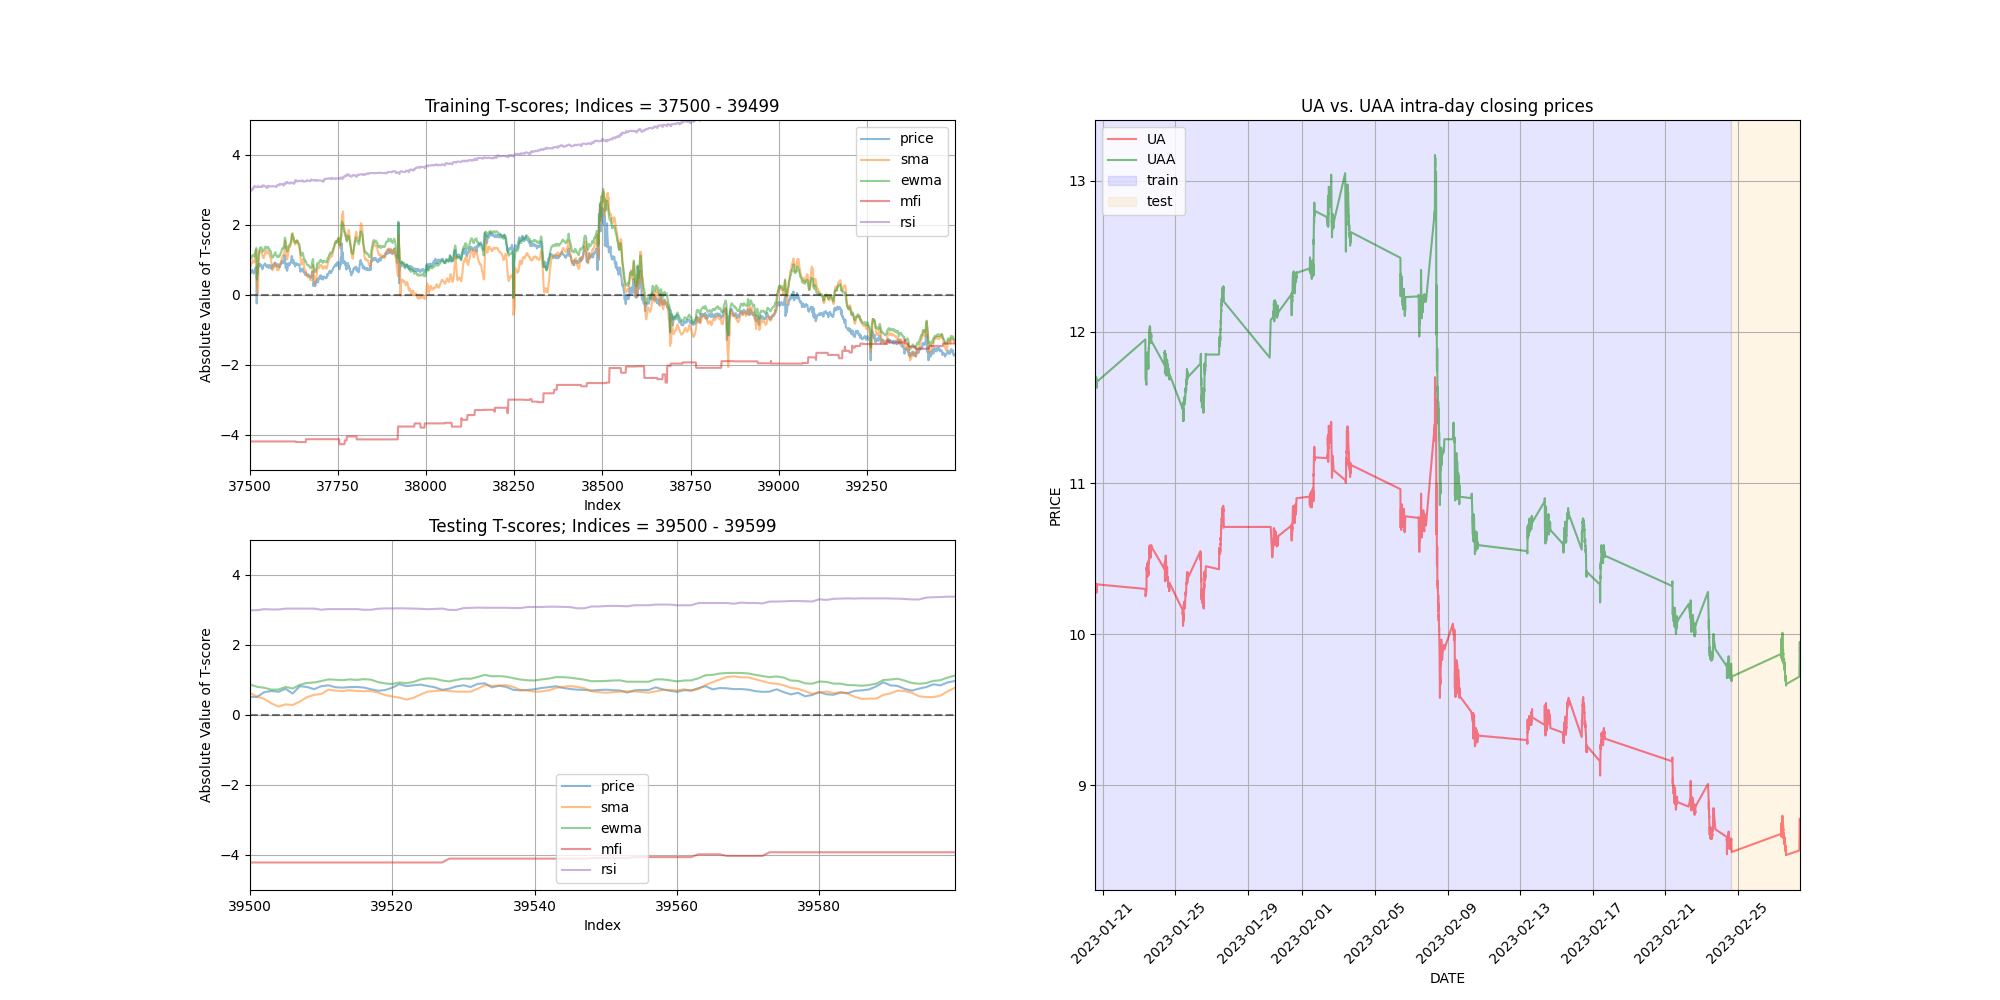 Training T-scores; Indices = 37500 - 39499
Absolute Value of T-score
4
2
0
−2
−4
price
sma
ewma
mfi
rsi
37500 37750 38000 38250 38500 38750 39000 39250
Index
Testing T-scores; Indices = 39500 - 39599
Absolute Value of T-score
4
2
0
−2
−4
price
sma
ewma
mfi
rsi
39500 39520 39540 39560 39580
Index
UA vs. UAA intra-day closing prices
PRICE
13
12
11
10
9
UA
UAA
train
test
2023-01-21 2023-01-25 2023-01-29 2023-02-01 2023-02-05 2023-02-09 2023-02-13 2023-02-17 2023-02-21 2023-02-25
DATE